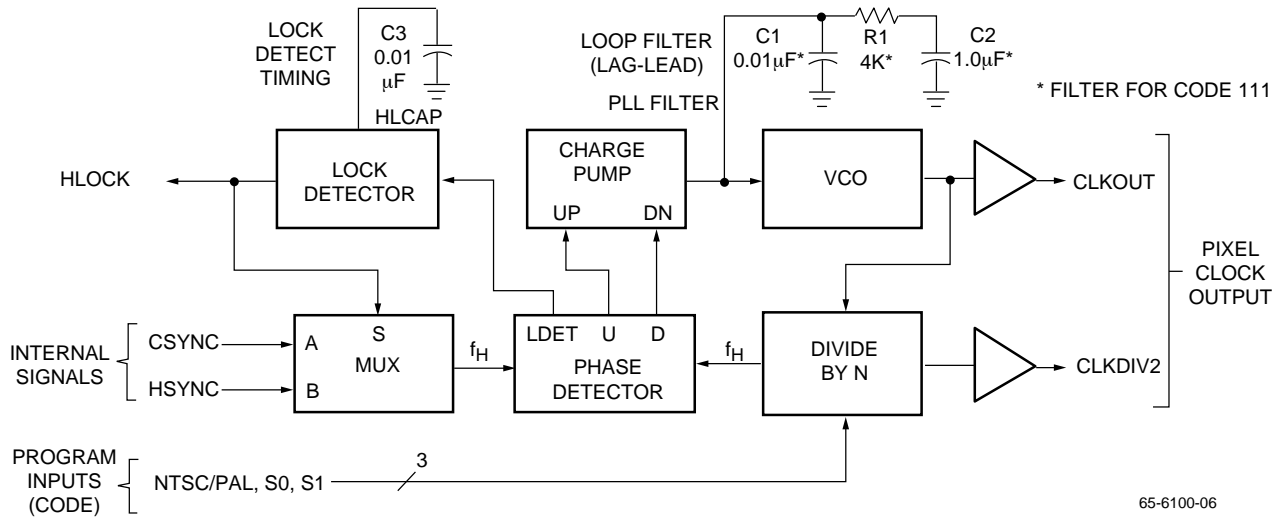 LOCK
DETECT
TIMING
C3
0.01
µF
HLCAP
LOOP FILTER
(LAG-LEAD)
PLL FILTER
C1
0.01µF*
R1
4K*
C2
1.0µF*
* FILTER FOR CODE 111
HLOCK
LOCK
DETECTOR
CHARGE
PUMP
UP DN
VCO
CLKOUT
PIXEL
CLOCK
OUTPUT
INTERNAL
SIGNALS
CSYNC
HSYNC
A
B
S
MUX
fH
LDET U D
PHASE
DETECTOR
fH
DIVIDE
BY N
CLKDIV2
PROGRAM
INPUTS
(CODE)
NTSC/PAL, S0, S1
3
65-6100-06